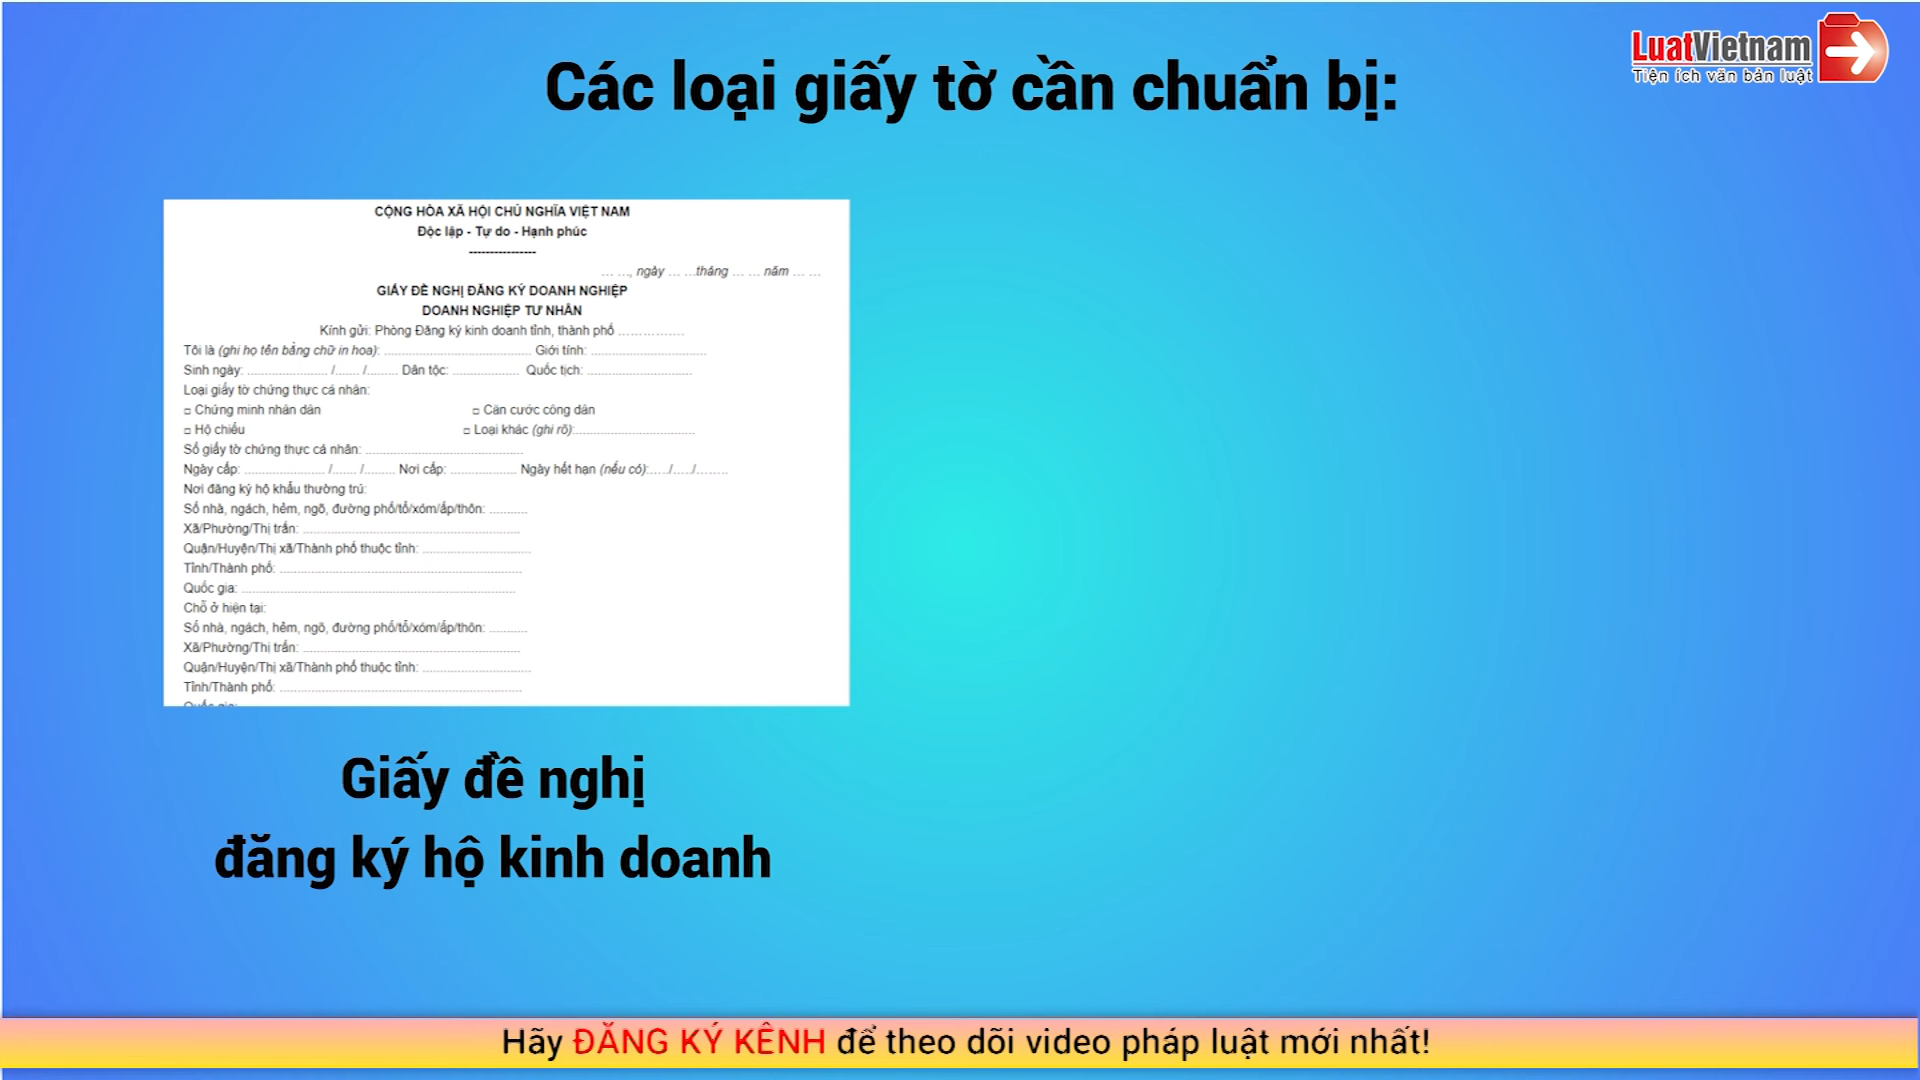 Các loại giấy tờ cần chuẩn bị:
LuatVietnam
Tiện ích văn bản luật
CỘNG HÒA XÃ HỘI CHỦ NGHĨA VIỆT NAM
Độc lập - Tự do - Hạnh phúc
----------------
… …, ngày … …tháng … … năm … …
GIẤY ĐỀ NGHỊ ĐĂNG KÝ DOANH NGHIỆP
DOANH NGHIỆP TƯ NHÂN
Kính gửi: Phòng Đăng ký kinh doanh tỉnh, thành phố ................
Tôi là (ghi họ tên bằng chữ in hoa): ................................ Giới tính: .........................
Sinh ngày: .................. /....... /........ Dân tộc: ............... Quốc tịch: .......................
Loại giấy tờ chứng thực cá nhân:
□ Chứng minh nhân dân □ Căn cước công dân
□ Hộ chiếu □ Loại khác (ghi rõ):..........................
Số giấy tờ chứng thực cá nhân: ..................................
Ngày cấp: .................. /....... /........ Nơi cấp: ............... Ngày hết hạn (nếu có):...../...../........
Nơi đăng ký hộ khẩu thường trú:
Số nhà, ngách, hẻm, ngõ, đường phố/tổ/xóm/ấp/thôn: .........
Xã/Phường/Thị trấn: ................................................
Quận/Huyện/Thị xã/Thành phố thuộc tỉnh: ........................
Tỉnh/Thành phố: .....................................................
Quốc gia: ............................................................
Chỗ ở hiện tại:
Số nhà, ngách, hẻm, ngõ, đường phố/tổ/xóm/ấp/thôn: .........
Xã/Phường/Thị trấn: ................................................
Quận/Huyện/Thị xã/Thành phố thuộc tỉnh: ........................
Tỉnh/Thành phố: .....................................................
Quốc gia:
Giấy đề nghị
đăng ký hộ kinh doanh
Hãy ĐĂNG KÝ KÊNH để theo dõi video pháp luật mới nhất!